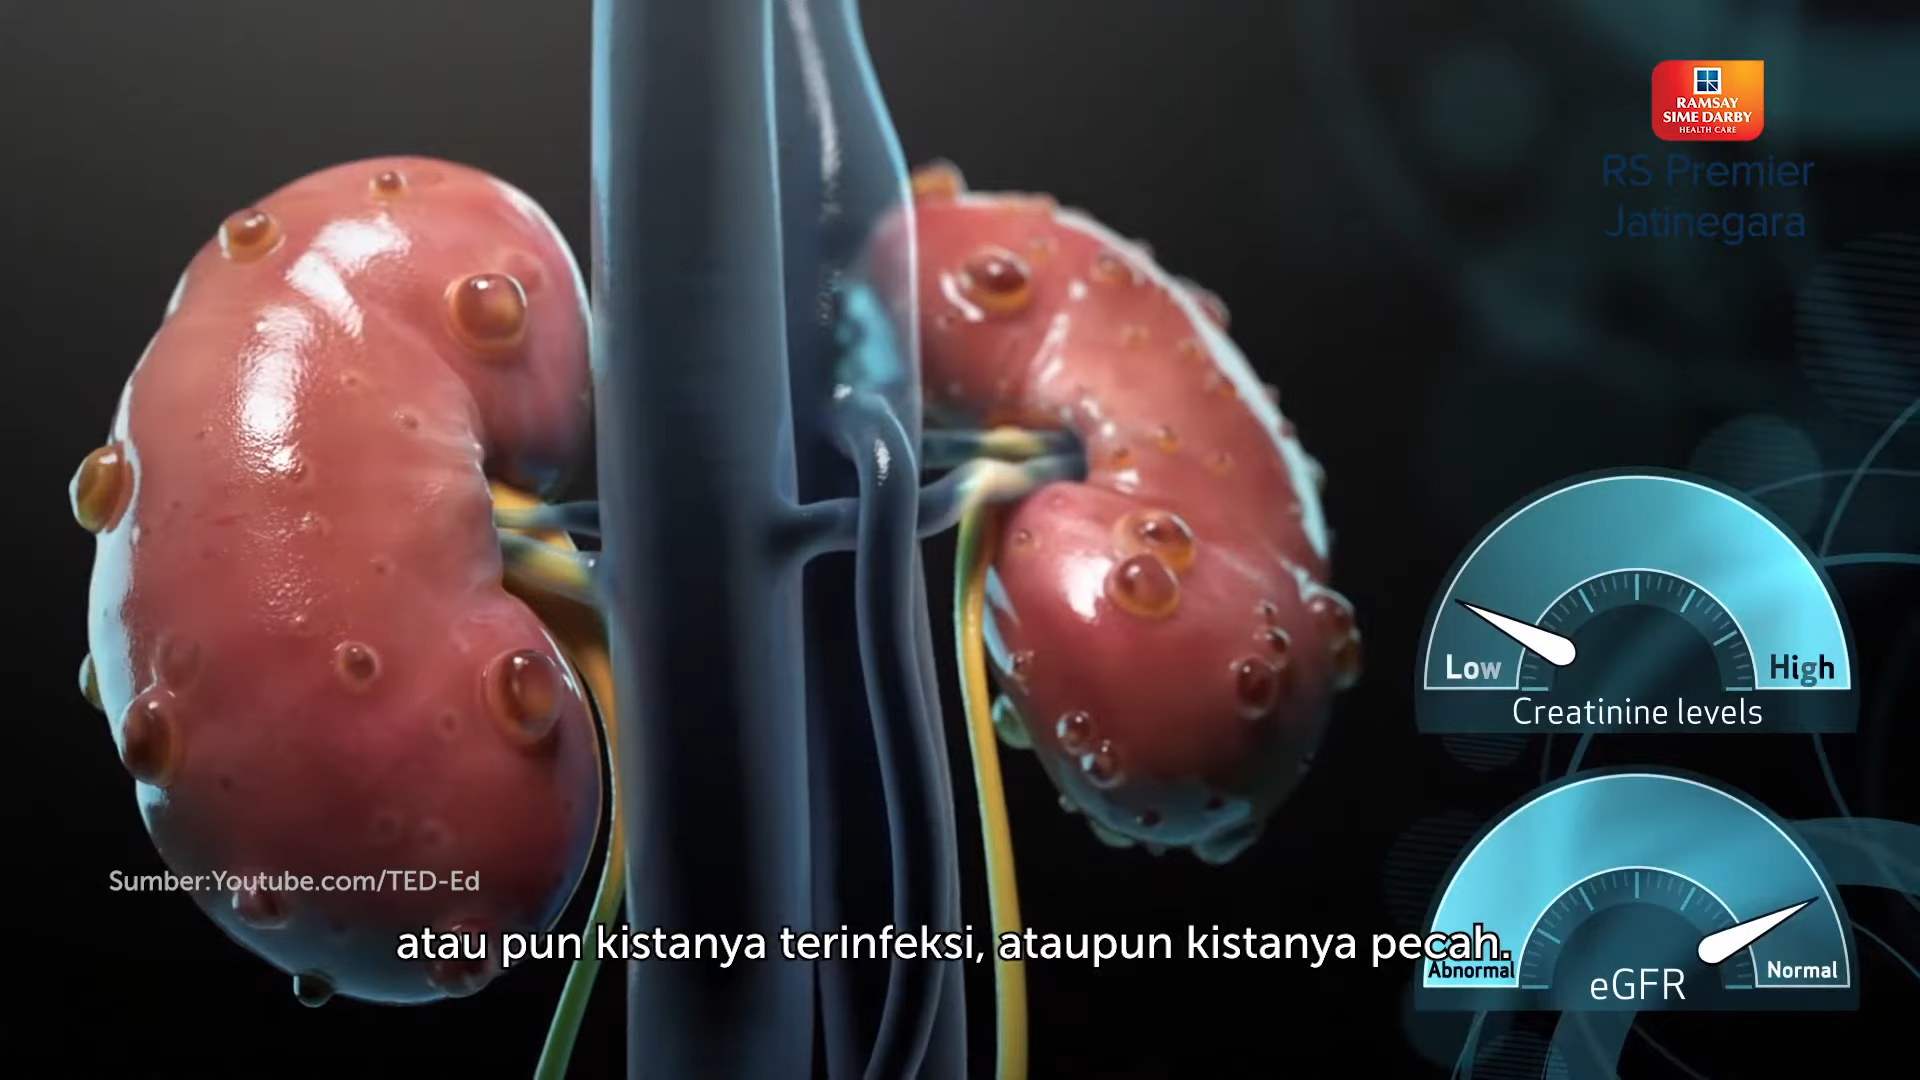 RAMSAY
SIME DARBY
HEALTH CARE
RS Premier
Jatinegara
Low
High
Creatinine levels
Sumber:Youtube.com/TED-Ed
atau pun kistanya terinfeksi, ataupun kistanya pecah.
Abnormal
Normal
eGFR